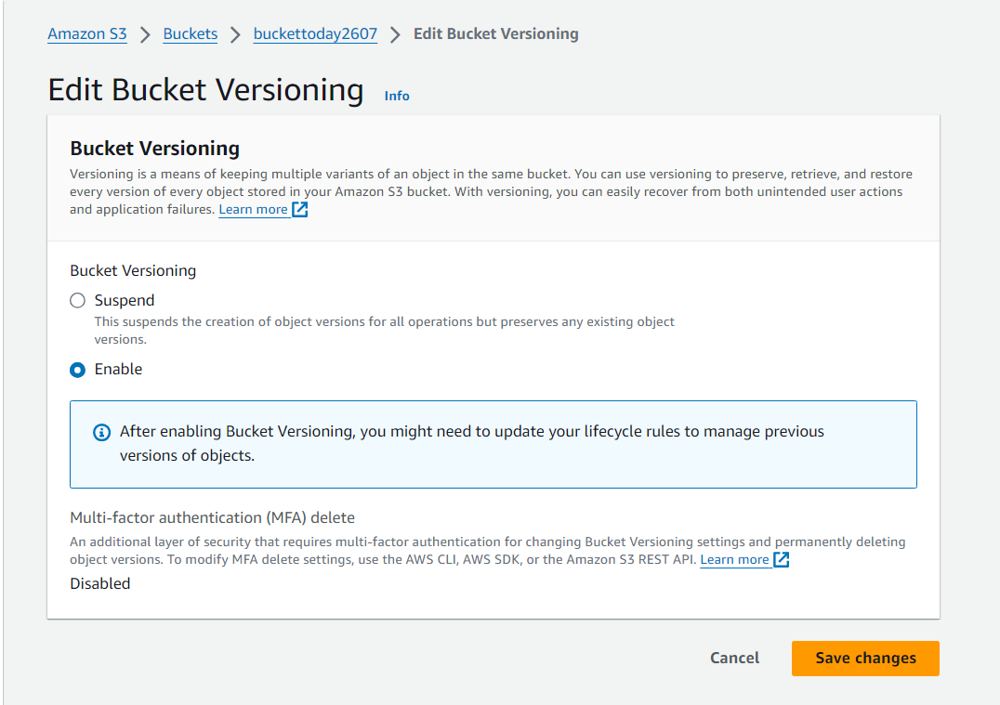 Amazon S3 > Buckets > buckettoday2607 > Edit Bucket Versioning
Edit Bucket Versioning Info
Bucket Versioning
Versioning is a means of keeping multiple variants of an object in the same bucket. You can use versioning to preserve, retrieve, and restore
every version of every object stored in your Amazon S3 bucket. With versioning, you can easily recover from both unintended user actions
and application failures. Learn more
Bucket Versioning
Suspend
This suspends the creation of object versions for all operations but preserves any existing object
versions.
Enable
After enabling Bucket Versioning, you might need to update your lifecycle rules to manage previous
versions of objects.
Multi-factor authentication (MFA) delete
An additional layer of security that requires multi-factor authentication for changing Bucket Versioning settings and permanently deleting
object versions. To modify MFA delete settings, use the AWS CLI, AWS SDK, or the Amazon S3 REST API. Learn more
Disabled
Cancel Save changes